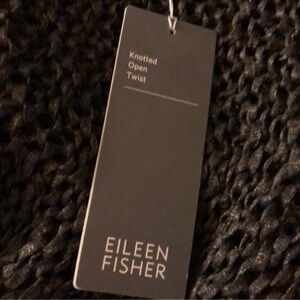 Knotted
Open
Twist
EILEEN
FISHER